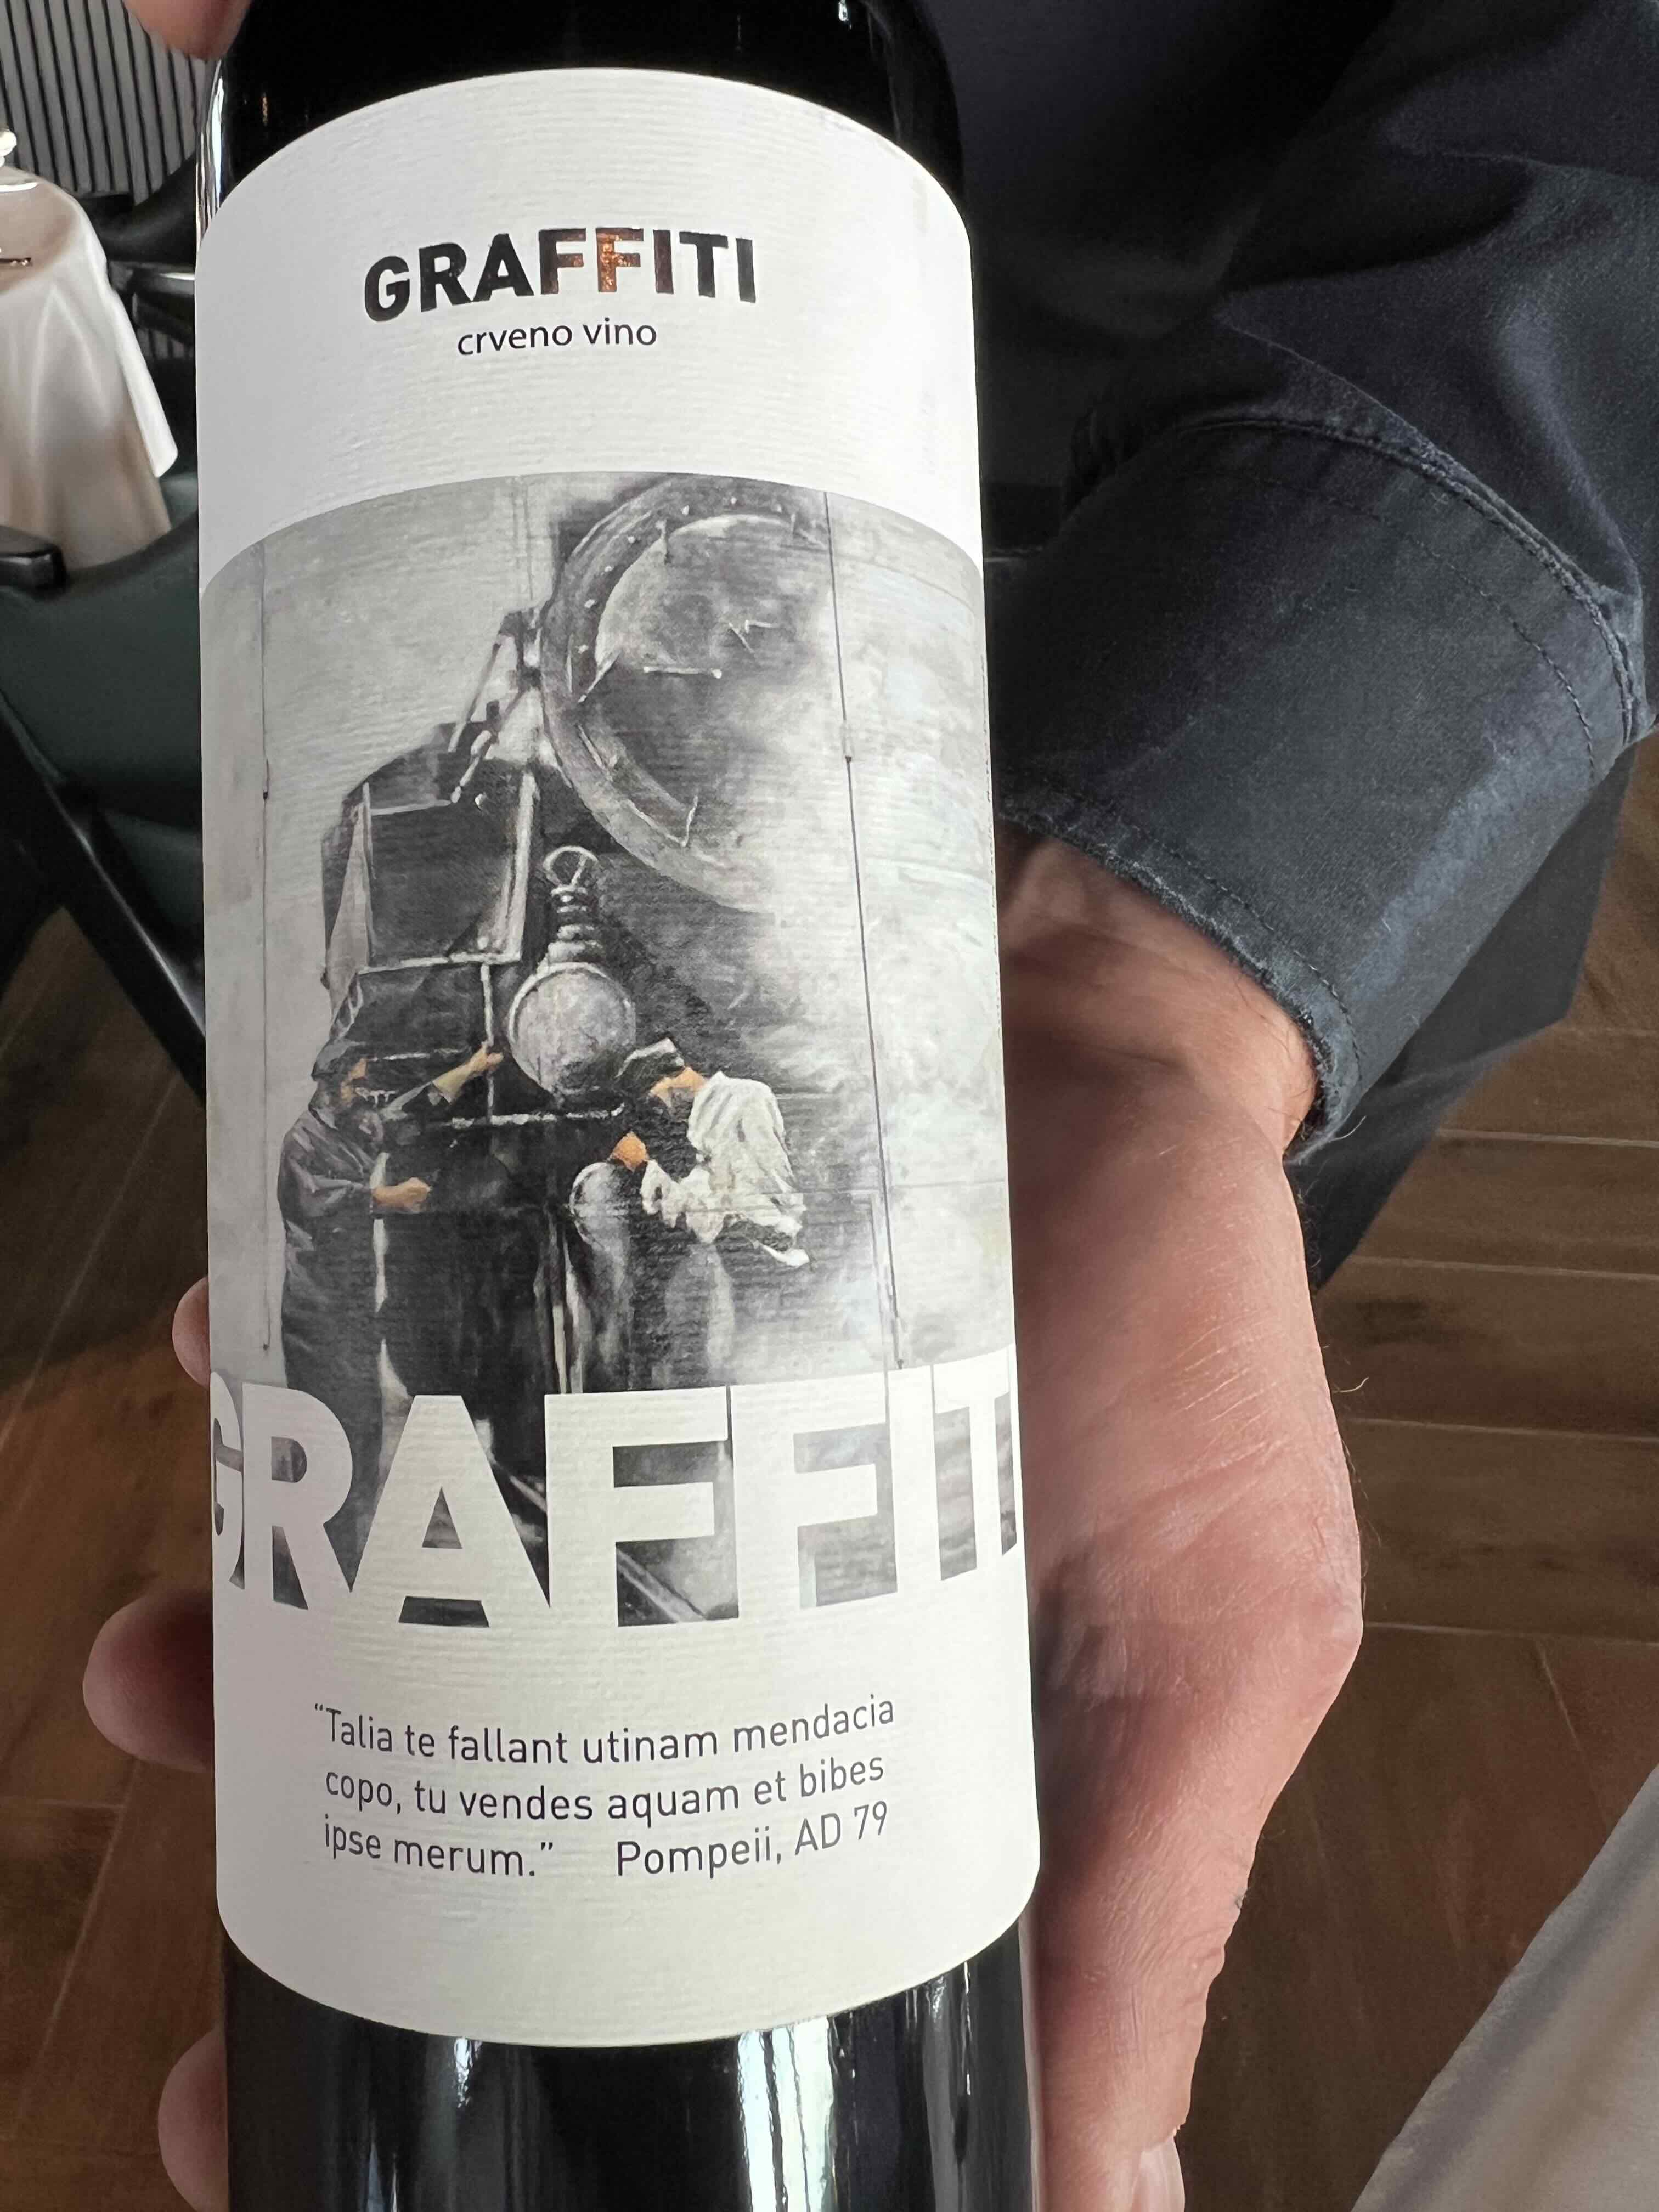 GRAFFITI
crveno vino
GRAFFITI
“Talia te fallant utinam mendacia
copo, tu vendes aquam et bibes
ipse merum.” Pompeii, AD 79